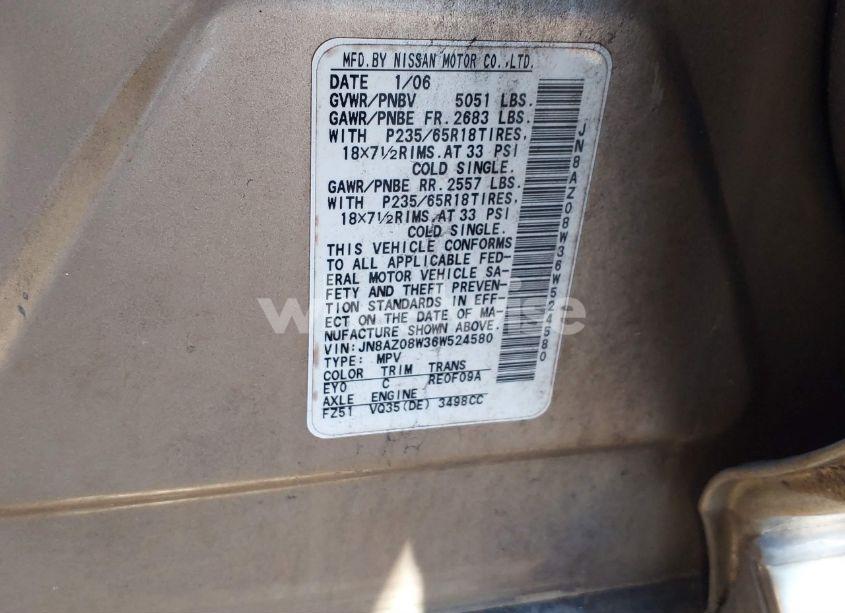 MFD.BY NISSAN MOTOR CO.,LTD.
DATE 1/06
GVWR/PNBV 5051 LBS.
GAWR/PNBE FR. 2683 LBS.
WITH P235/65R18TIRES,
18×7½RIMS.AT 33 PSI
COLD SINGLE.
GAWR/PNBE RR. 2557 LBS.
WITH P235/65R18TIRES,
18×7½RIMS.AT 33 PSI
COLD SINGLE.
THIS VEHICLE CONFORMS
TO ALL APPLICABLE FED-
ERAL MOTOR VEHICLE SA-
FETY AND THEFT PREVEN-
TION STANDARDS IN EFF-
ECT ON THE DATE OF MA-
NUFACTURE SHOWN ABOVE.
VIN:JN8AZ08W36W524580
TYPE: MPV
COLOR TRIM TRANS
EY0 C RE0F09A
AXLE ENGINE
FZ51 VQ35(DE) 3498CC
JN8AZ08W36W524580